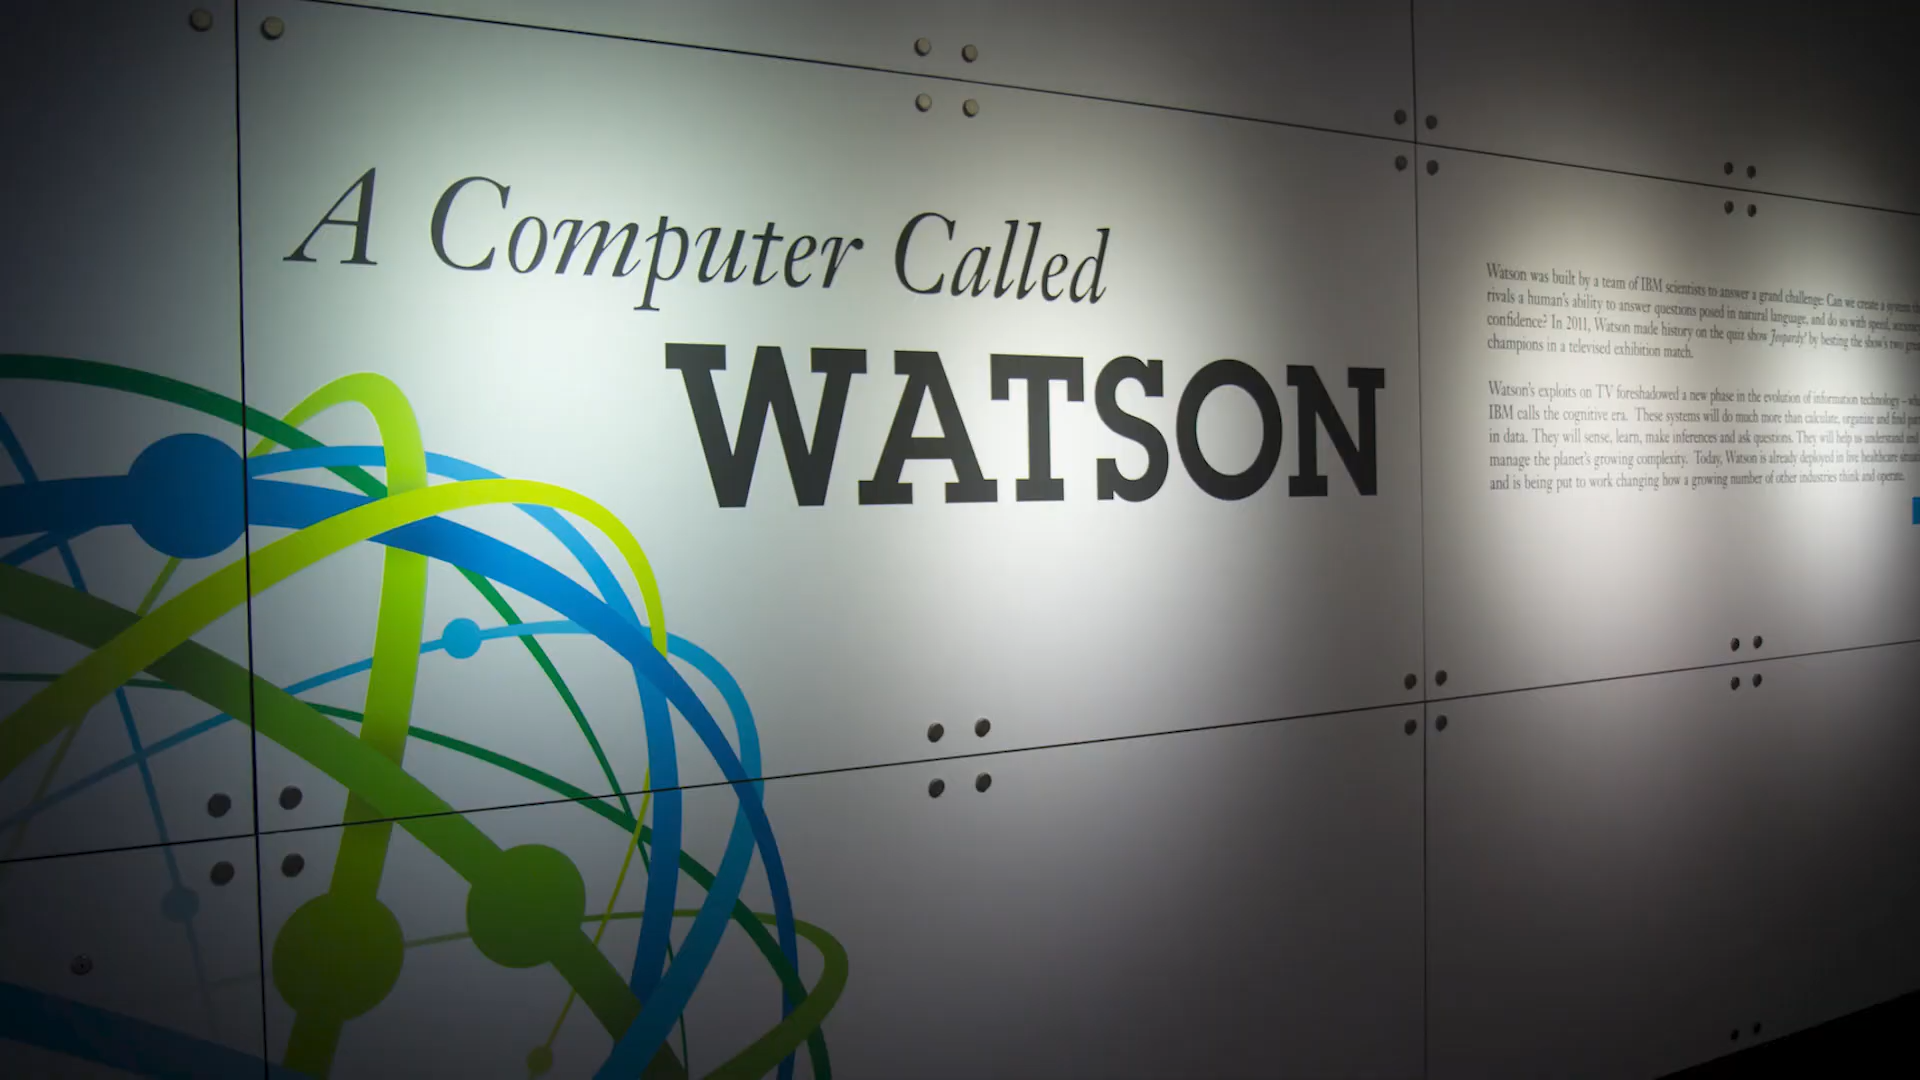 A Computer Called
WATSON
Watson was built by a team of IBM scientists to answer a grand challenge: Can we create a system
rivals a human's ability to answer questions posed in natural language, and do so with speed,
confidence? In 2011, Watson made history on the quiz show Jeopardy! by besting the show's two
champions in a televised exhibition match.
Watson's exploits on TV foreshadowed a new phase in the evolution of information technology –
IBM calls the cognitive era. These systems will do much more than calculate, organize and find
in data. They will sense, learn, make inferences and ask questions. They will help us understand and
manage the planet's growing complexity. Today, Watson is already deployed in live healthcare
and is being put to work changing how a growing number of other industries think and operate.